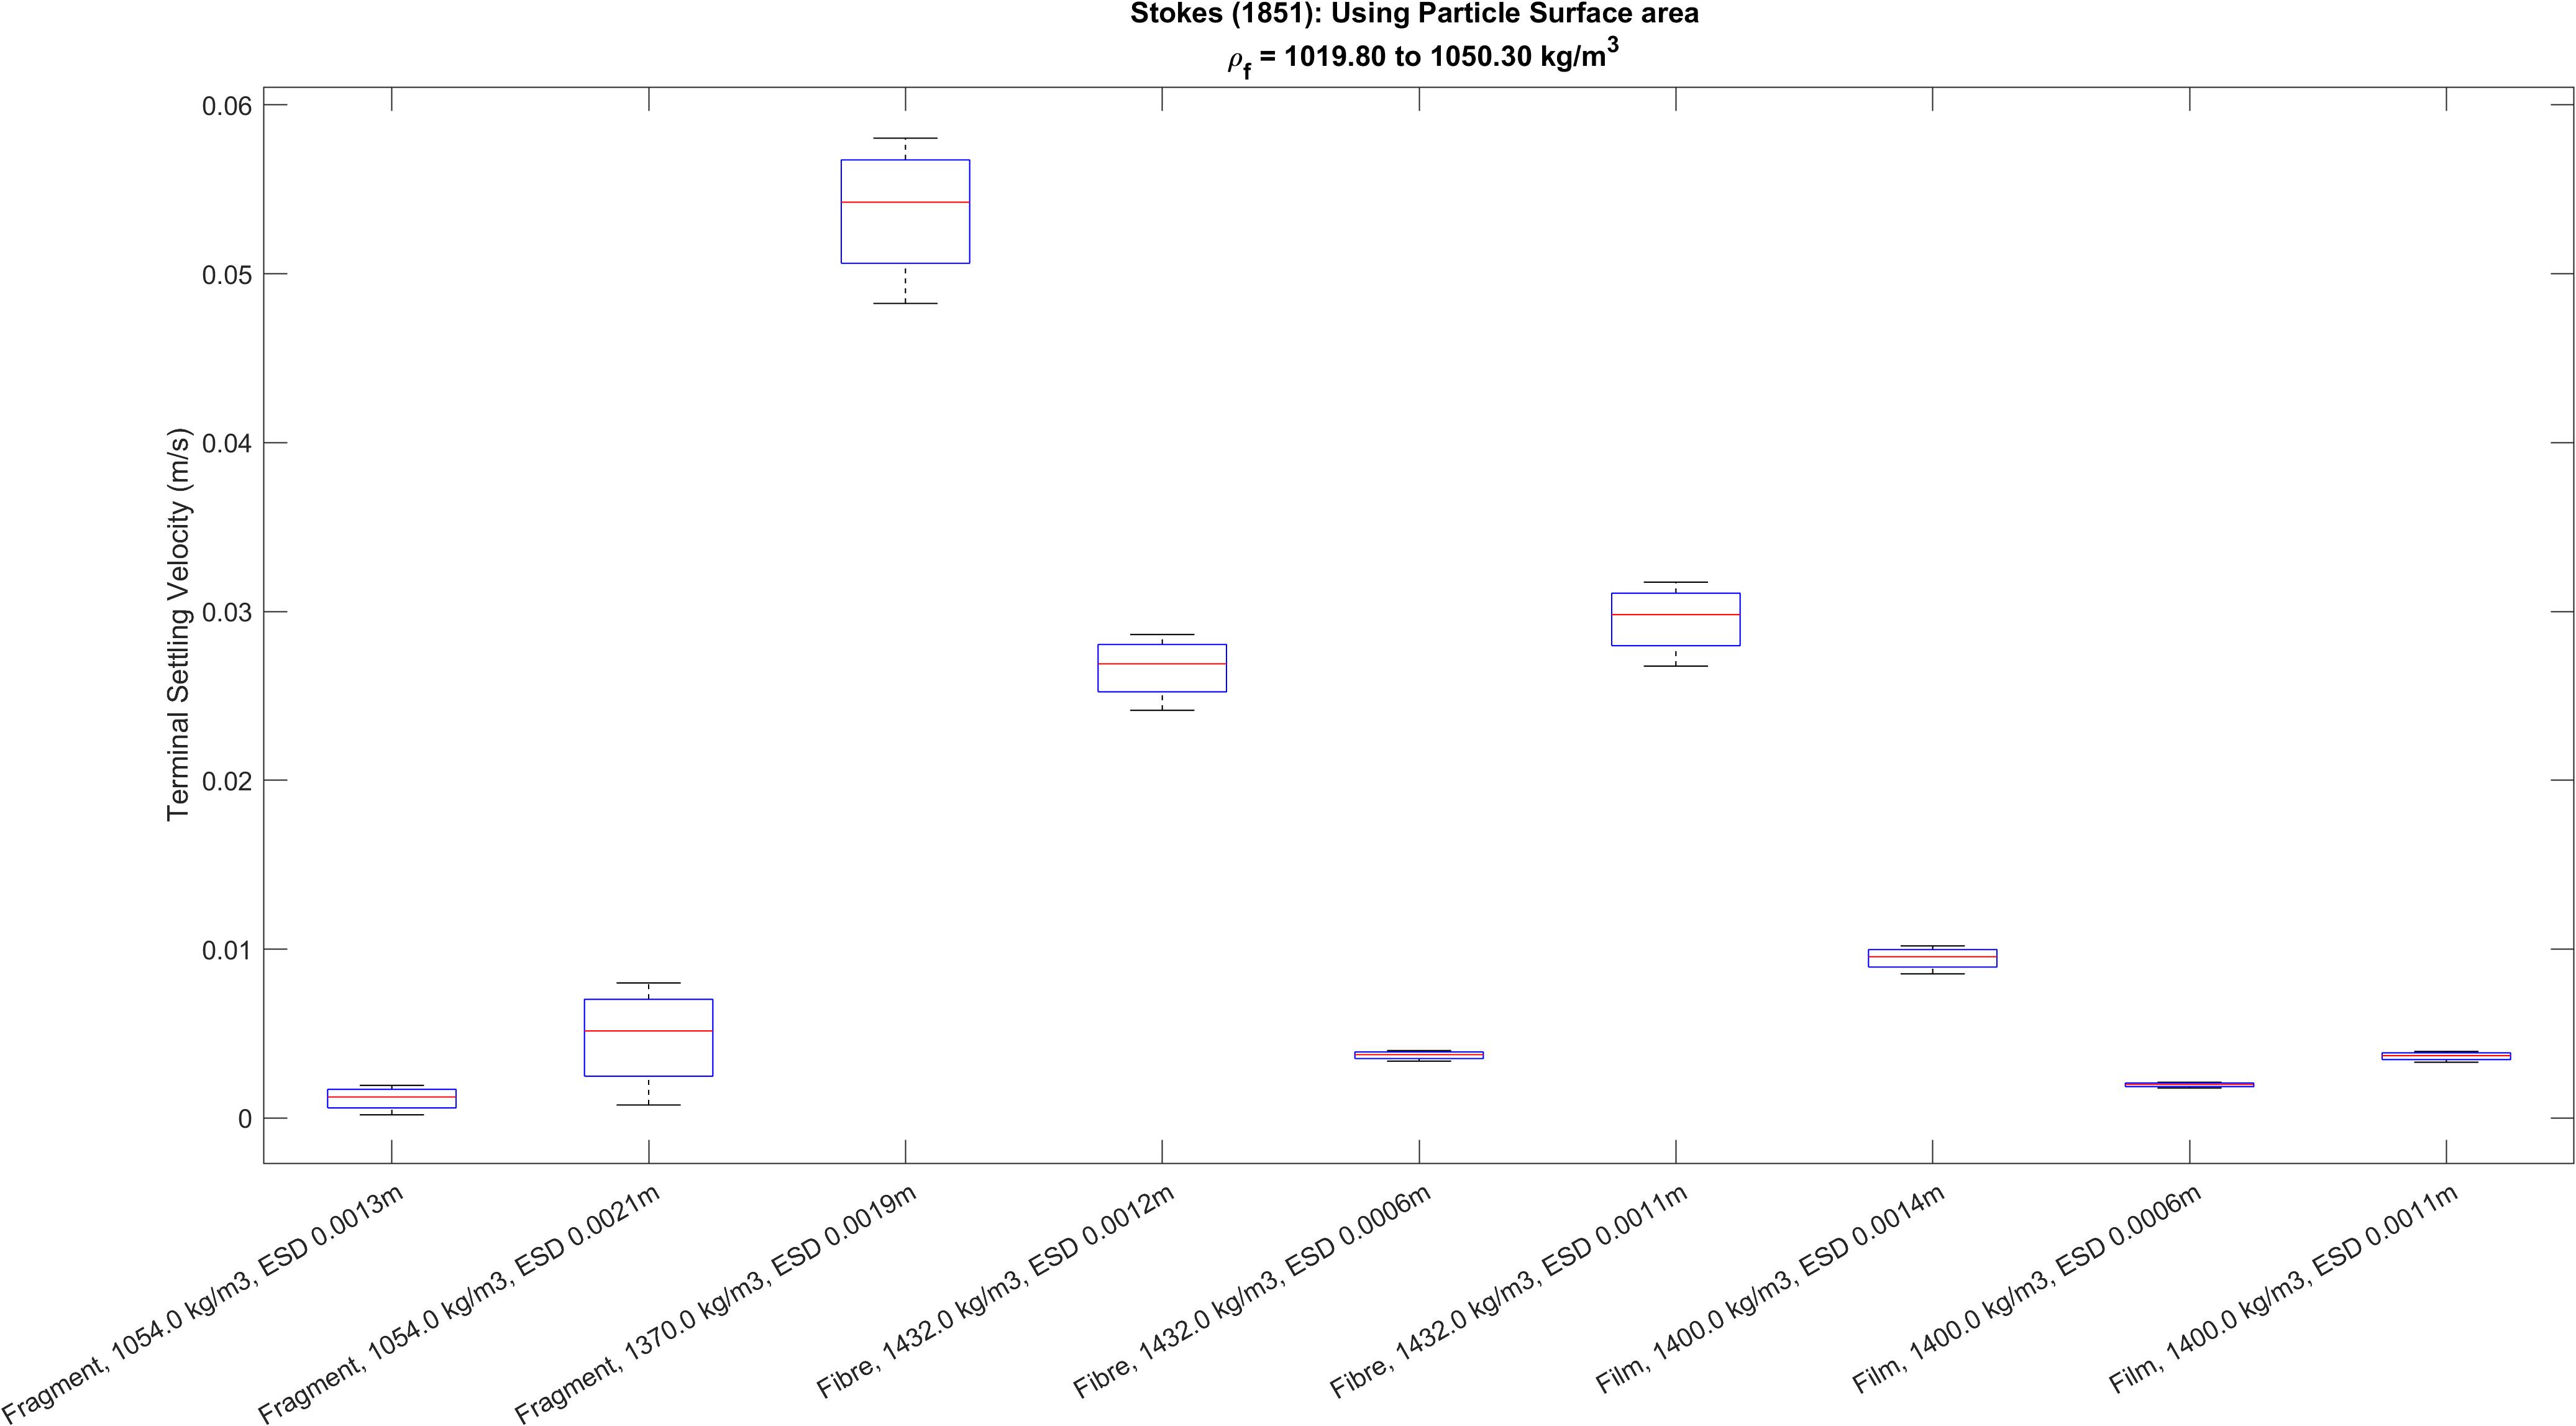 Stokes (1851): Using Particle Surface area
ρf = 1019.80 to 1050.30 kg/m3
Terminal Settling Velocity (m/s)
0.06
0.05
0.04
0.03
0.02
0.01
0
Fragment, 1054.0 kg/m3, ESD 0.0013m
Fragment, 1054.0 kg/m3, ESD 0.0021m
Fragment, 1370.0 kg/m3, ESD 0.0019m
Fibre, 1432.0 kg/m3, ESD 0.0012m
Fibre, 1432.0 kg/m3, ESD 0.0006m
Fibre, 1432.0 kg/m3, ESD 0.0011m
Film, 1400.0 kg/m3, ESD 0.0014m
Film, 1400.0 kg/m3, ESD 0.0006m
Film, 1400.0 kg/m3, ESD 0.0011m